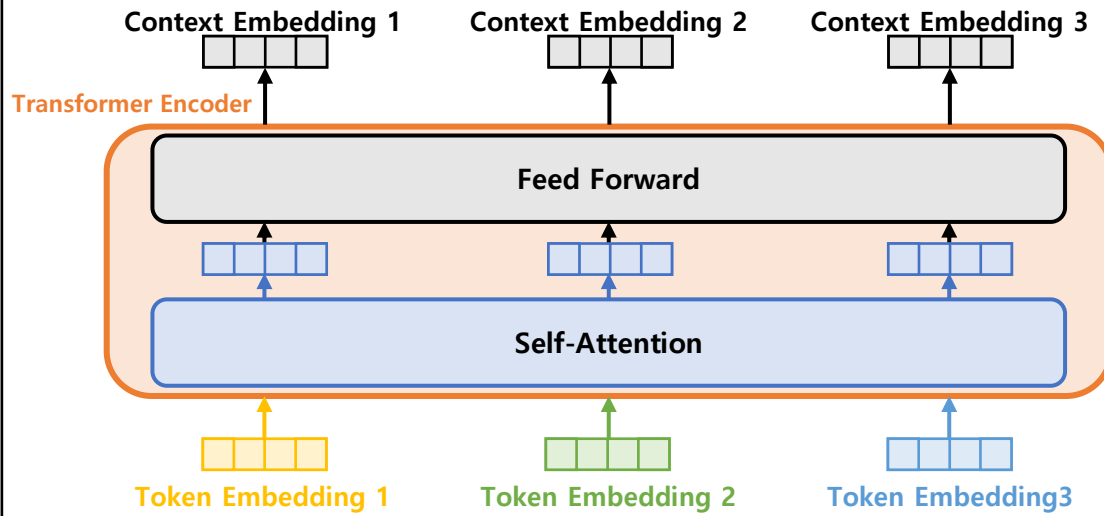 Context Embedding 1
Context Embedding 2
Context Embedding 3
Transformer Encoder
Feed Forward
Self-Attention
Token Embedding 1
Token Embedding 2
Token Embedding3